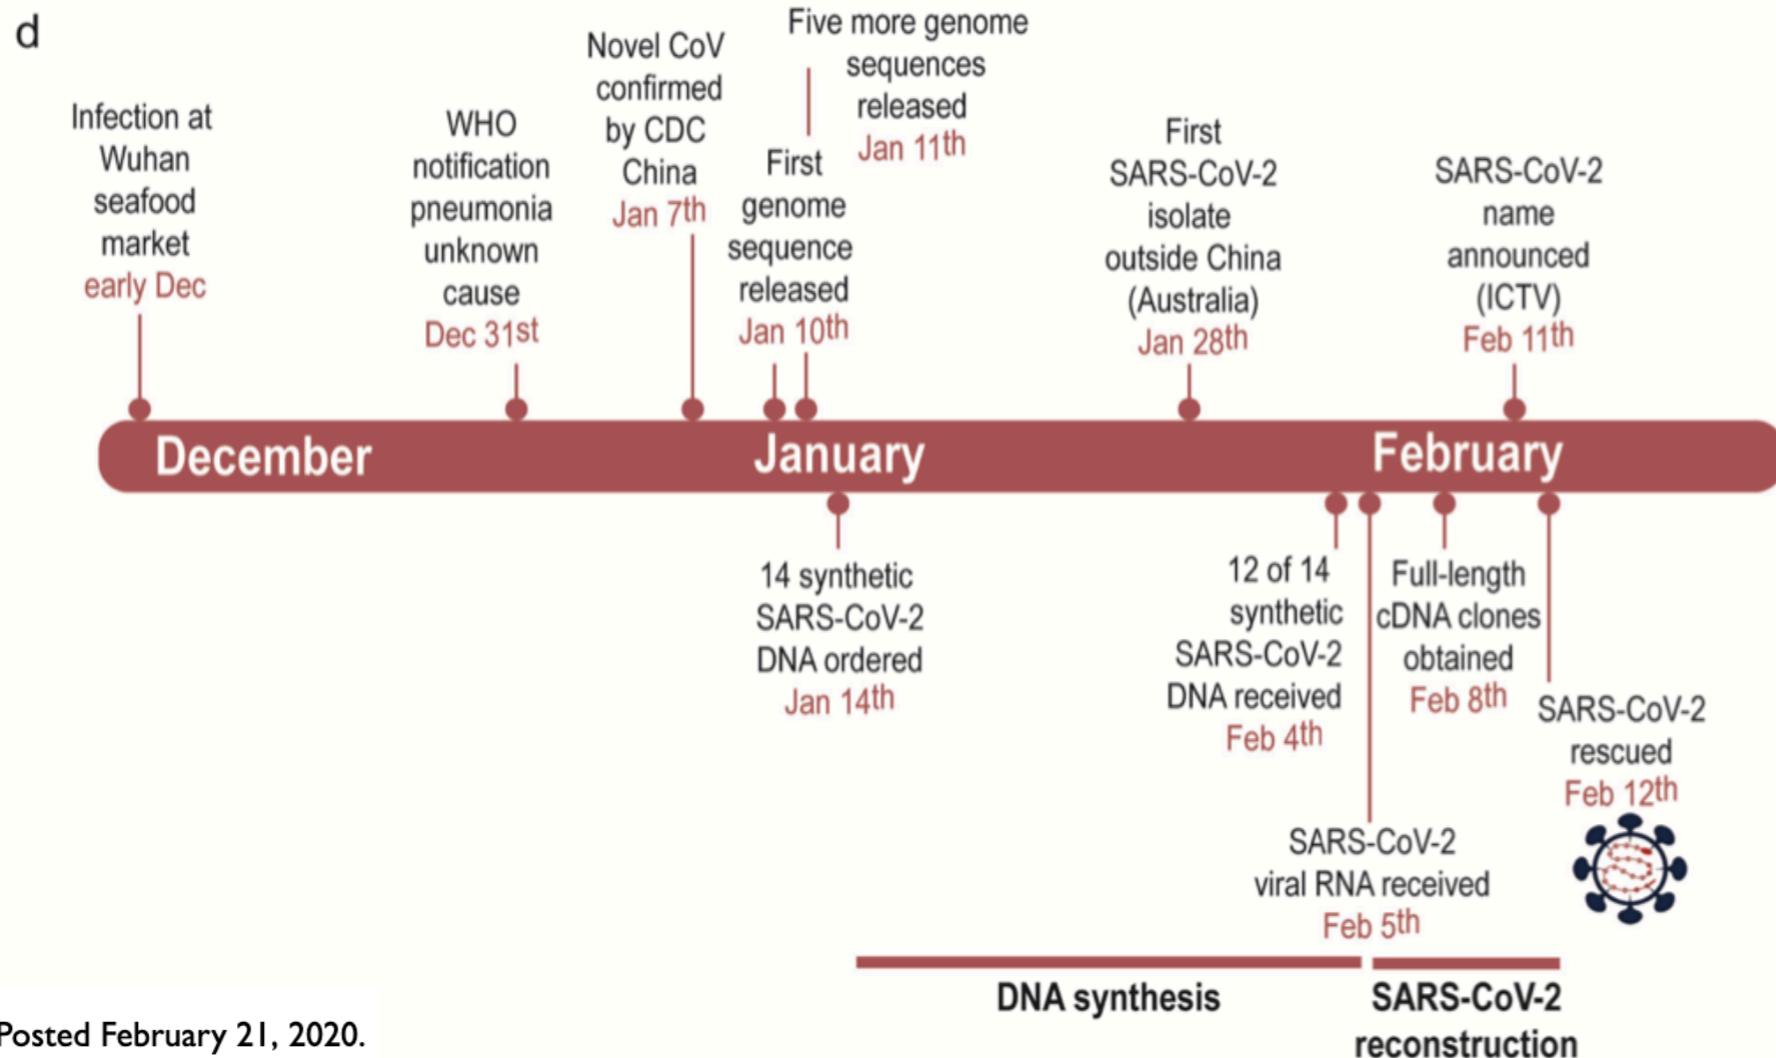 d
Infection at
Wuhan
seafood
market
early Dec
WHO
notification
pneumonia
unknown
cause
Dec 31st
Novel CoV
confirmed
by CDC
China
Jan 7th
First
genome
sequence
released
Jan 10th
Five more genome
sequences
released
Jan 11th
First
SARS-CoV-2
isolate
outside China
(Australia)
Jan 28th
SARS-CoV-2
name
announced
(ICTV)
Feb 11th
December
January
February
14 synthetic
SARS-CoV-2
DNA ordered
Jan 14th
12 of 14
synthetic
SARS-CoV-2
DNA received
Feb 4th
SARS-CoV-2
viral RNA received
Feb 5th
Full-length
cDNA clones
obtained
Feb 8th
SARS-CoV-2
rescued
Feb 12th
DNA synthesis
SARS-CoV-2
reconstruction
Posted February 21, 2020.